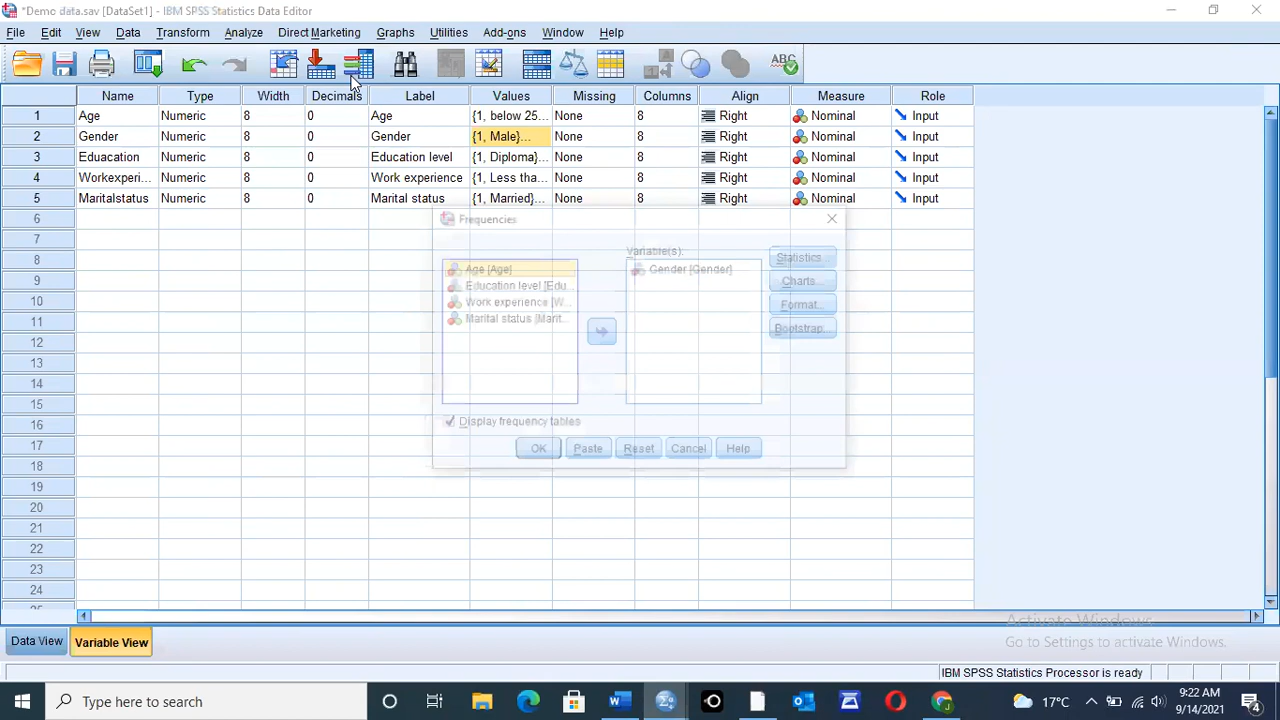 *Demo data.sav [DataSet1] - IBM SPSS Statistics Data Editor
File Edit View Data Transform Analyze Direct Marketing Graphs Utilities Add-ons Window Help
Name Type Width Decimals Label Values Missing Columns Align Measure Role
1 Age Numeric 8 0 Age {1, below 25... None 8 Right Nominal Input
2 Gender Numeric 8 0 Gender {1, Male}... None 8 Right Nominal Input
3 Eduacation Numeric 8 0 Education level {1, Diploma}... None 8 Right Nominal Input
4 Workexperi... Numeric 8 0 Work experience {1, Less tha... None 8 Right Nominal Input
5 Maritalstatus Numeric 8 0 Marital status {1, Married}... None 8 Right Nominal Input
6
7
8
9
10
11
12
13
14
15
16
17
18
19
20
21
22
23
24
Frequencies
Variable(s):
Age [Age]
Education level [Edu...
Work experience [W...
Marital status [Marit...
Gender [Gender]
Statistics...
Charts...
Format...
Bootstrap...
Display frequency tables
OK Paste Reset Cancel Help
Activate Windows
Go to Settings to activate Windows.
Data View Variable View
IBM SPSS Statistics Processor is ready
Type here to search
17°C
9:22 AM
9/14/2021
4
ABC